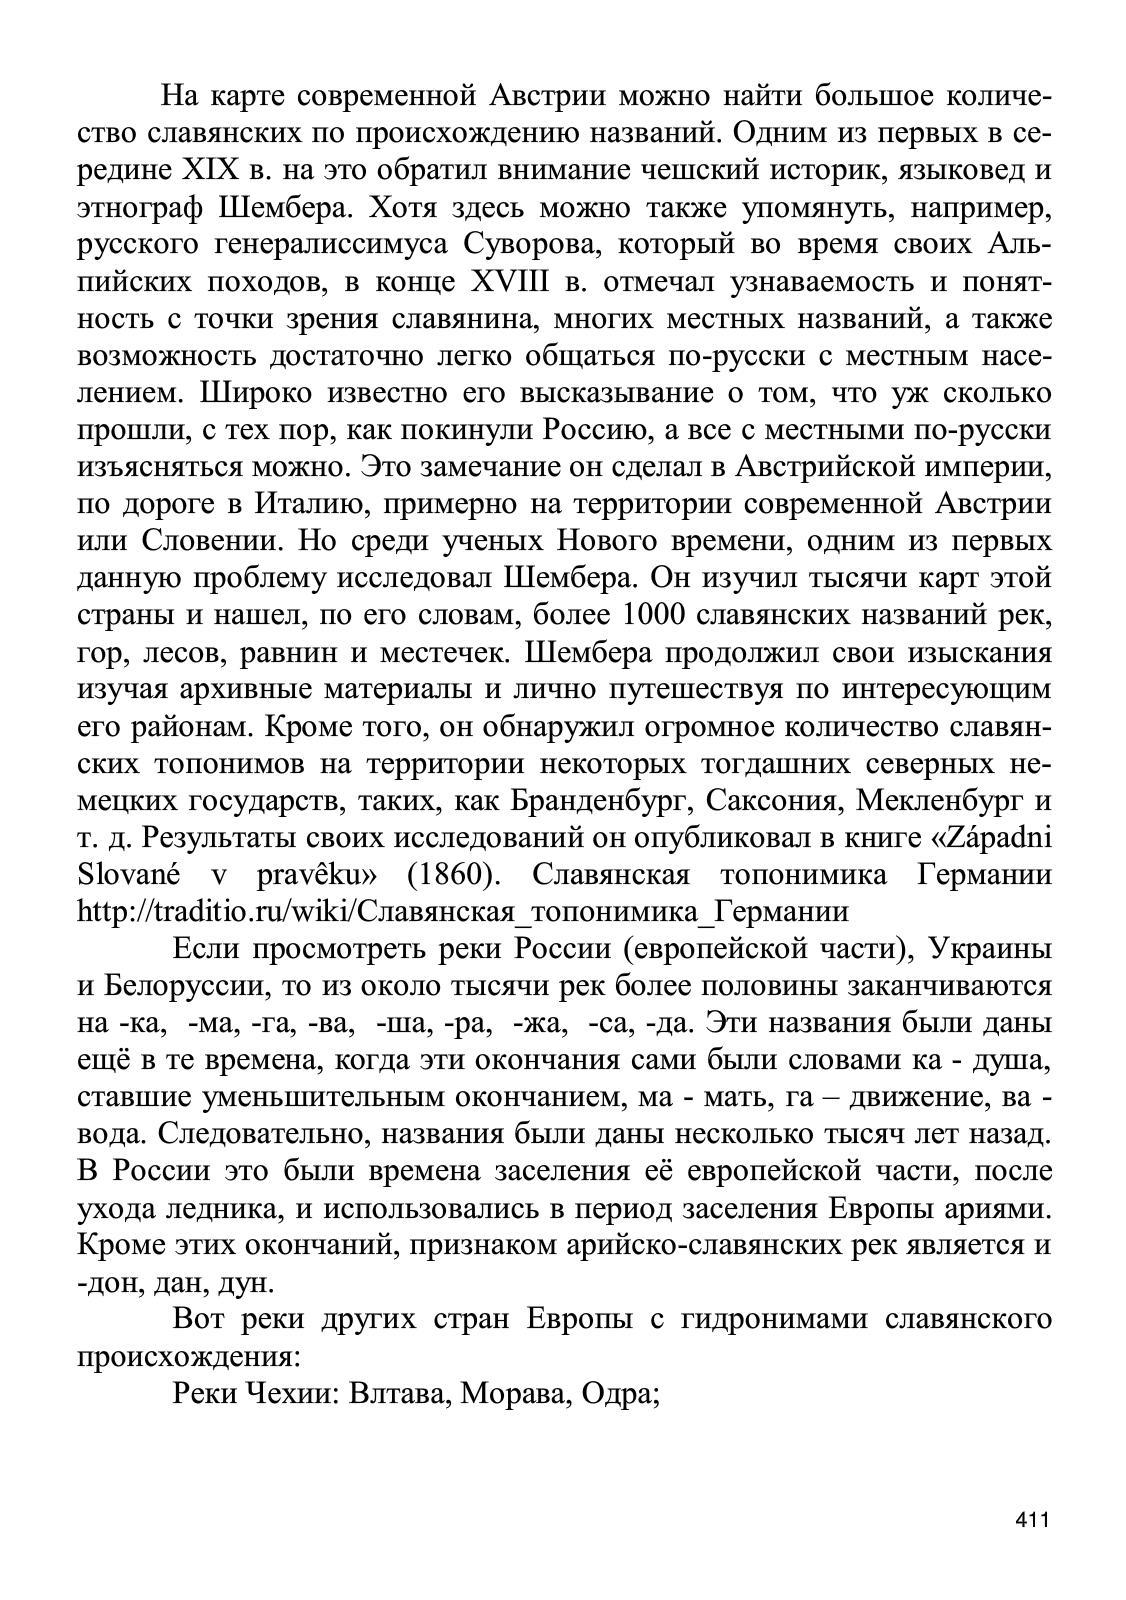 На карте современной Австрии можно найти большое количе-
ство славянских по происхождению названий. Одним из первых в се-
редине XIX в. на это обратил внимание чешский историк, языковед и
этнограф Шембера. Хотя здесь можно также упомянуть, например,
русского генералиссимуса Суворова, который во время своих Аль-
пийских походов, в конце XVIII в. отмечал узнаваемость и понят-
ность с точки зрения славянина, многих местных названий, а также
возможность достаточно легко общаться по-русски с местным насе-
лением. Широко известно его высказывание о том, что уж сколько
прошли, с тех пор, как покинули Россию, а все с местными по-русски
изъясняться можно. Это замечание он сделал в Австрийской империи,
по дороге в Италию, примерно на территории современной Австрии
или Словении. Но среди ученых Нового времени, одним из первых
данную проблему исследовал Шембера. Он изучил тысячи карт этой
страны и нашел, по его словам, более 1000 славянских названий рек,
гор, лесов, равнин и местечек. Шембера продолжил свои изыскания
изучая архивные материалы и лично путешествуя по интересующим
его районам. Кроме того, он обнаружил огромное количество славян-
ских топонимов на территории некоторых тогдашних северных не-
мецких государств, таких, как Бранденбург, Саксония, Мекленбург и
т. д. Результаты своих исследований он опубликовал в книге «Západni
Slované v pravêku» (1860). Славянская топонимика Германии
http://traditio.ru/wiki/Славянская_топонимика_Германии
Если просмотреть реки России (европейской части), Украины
и Белоруссии, то из около тысячи рек более половины заканчиваются
на -ка, -ма, -га, -ва, -ша, -ра, -жа, -са, -да. Эти названия были даны
ещё в те времена, когда эти окончания сами были словами ка - душа,
ставшие уменьшительным окончанием, ма - мать, га – движение, ва -
вода. Следовательно, названия были даны несколько тысяч лет назад.
В России это были времена заселения её европейской части, после
ухода ледника, и использовались в период заселения Европы ариями.
Кроме этих окончаний, признаком арийско-славянских рек является и
-дон, дан, дун.
Вот реки других стран Европы с гидронимами славянского
происхождения:
Реки Чехии: Влтава, Морава, Одра;
411